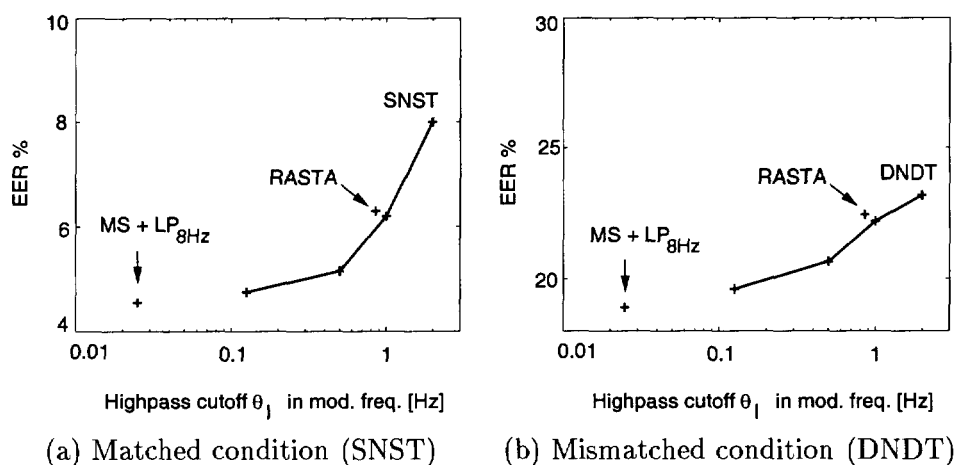 10
8
6
4
EER %
SNST
RASTA
MS + LP8Hz
0.01
0.1
1
Highpass cutoff θl in mod. freq. [Hz]
(a) Matched condition (SNST)
30
25
20
EER %
DNDT
RASTA
MS + LP8Hz
0.01
0.1
1
Highpass cutoff θl in mod. freq. [Hz]
(b) Mismatched condition (DNDT)